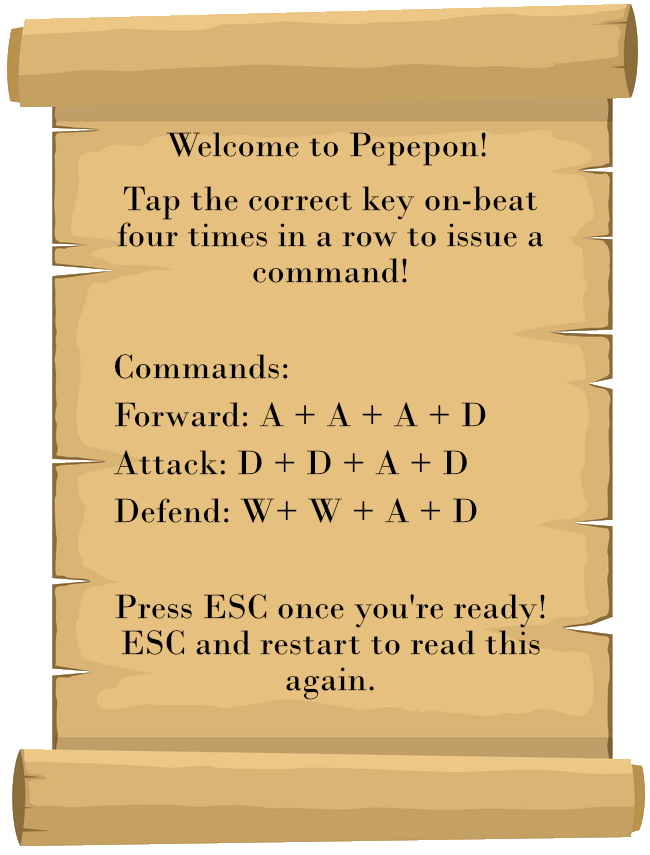 Welcome to Pepepon!
Tap the correct key on-beat
four times in a row to issue a
command!
Commands:
Forward: A + A + A + D
Attack: D + D + A + D
Defend: W+ W + A + D
Press ESC once you're ready!
ESC and restart to read this
again.